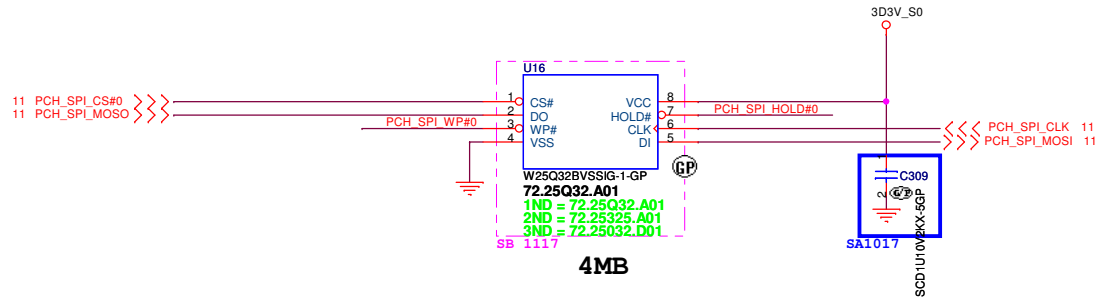 3D3V_S0
U16
11 PCH_SPI_CS#0
1 CS#
VCC 8
11 PCH_SPI_MOSO
2 DO
HOLD# 7
PCH_SPI_HOLD#0
PCH_SPI_WP#0
3 WP#
CLK 6
PCH_SPI_CLK 11
4 VSS
DI 5
PCH_SPI_MOSI 11
GP
W25Q32BVSSIG-1-GP
72.25Q32.A01
1ND = 72.25Q32.A01
2ND = 72.25325.A01
3ND = 72.25032.D01
SB 1117
4MB
1
C309
2
GP
SCD1U10V2KX-5GP
SA1017